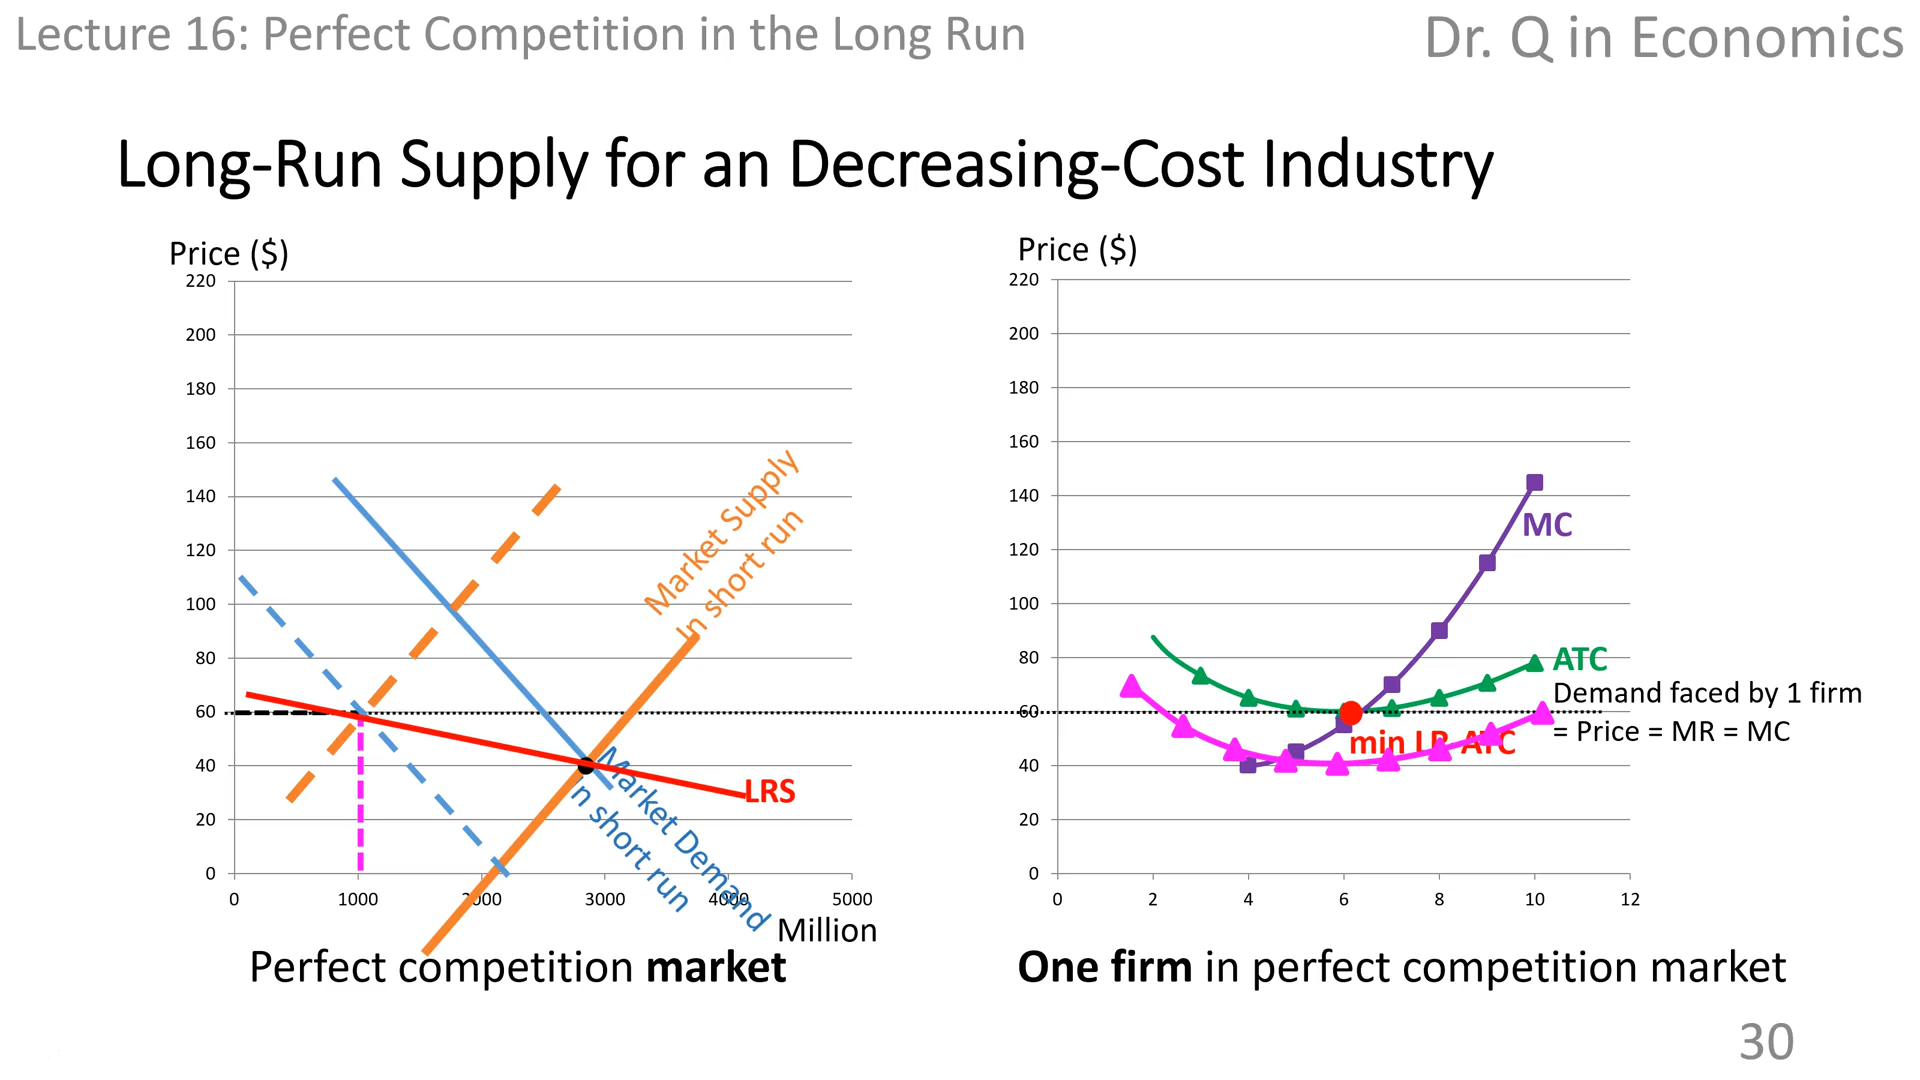 Lecture 16: Perfect Competition in the Long Run
Dr. Q in Economics
Long-Run Supply for an Decreasing-Cost Industry
Price ($)
220
200
180
160
140
120
100
80
60
40
20
0
0 1000 2000 3000 4000 5000
Million
Market Supply
In short run
Market Demand
In short run
LRS
Perfect competition market
Price ($)
220
200
180
160
140
120
100
80
60
40
20
0
0 2 4 6 8 10 12
MC
ATC
Demand faced by 1 firm
= Price = MR = MC
min LR-ATC
One firm in perfect competition market
30